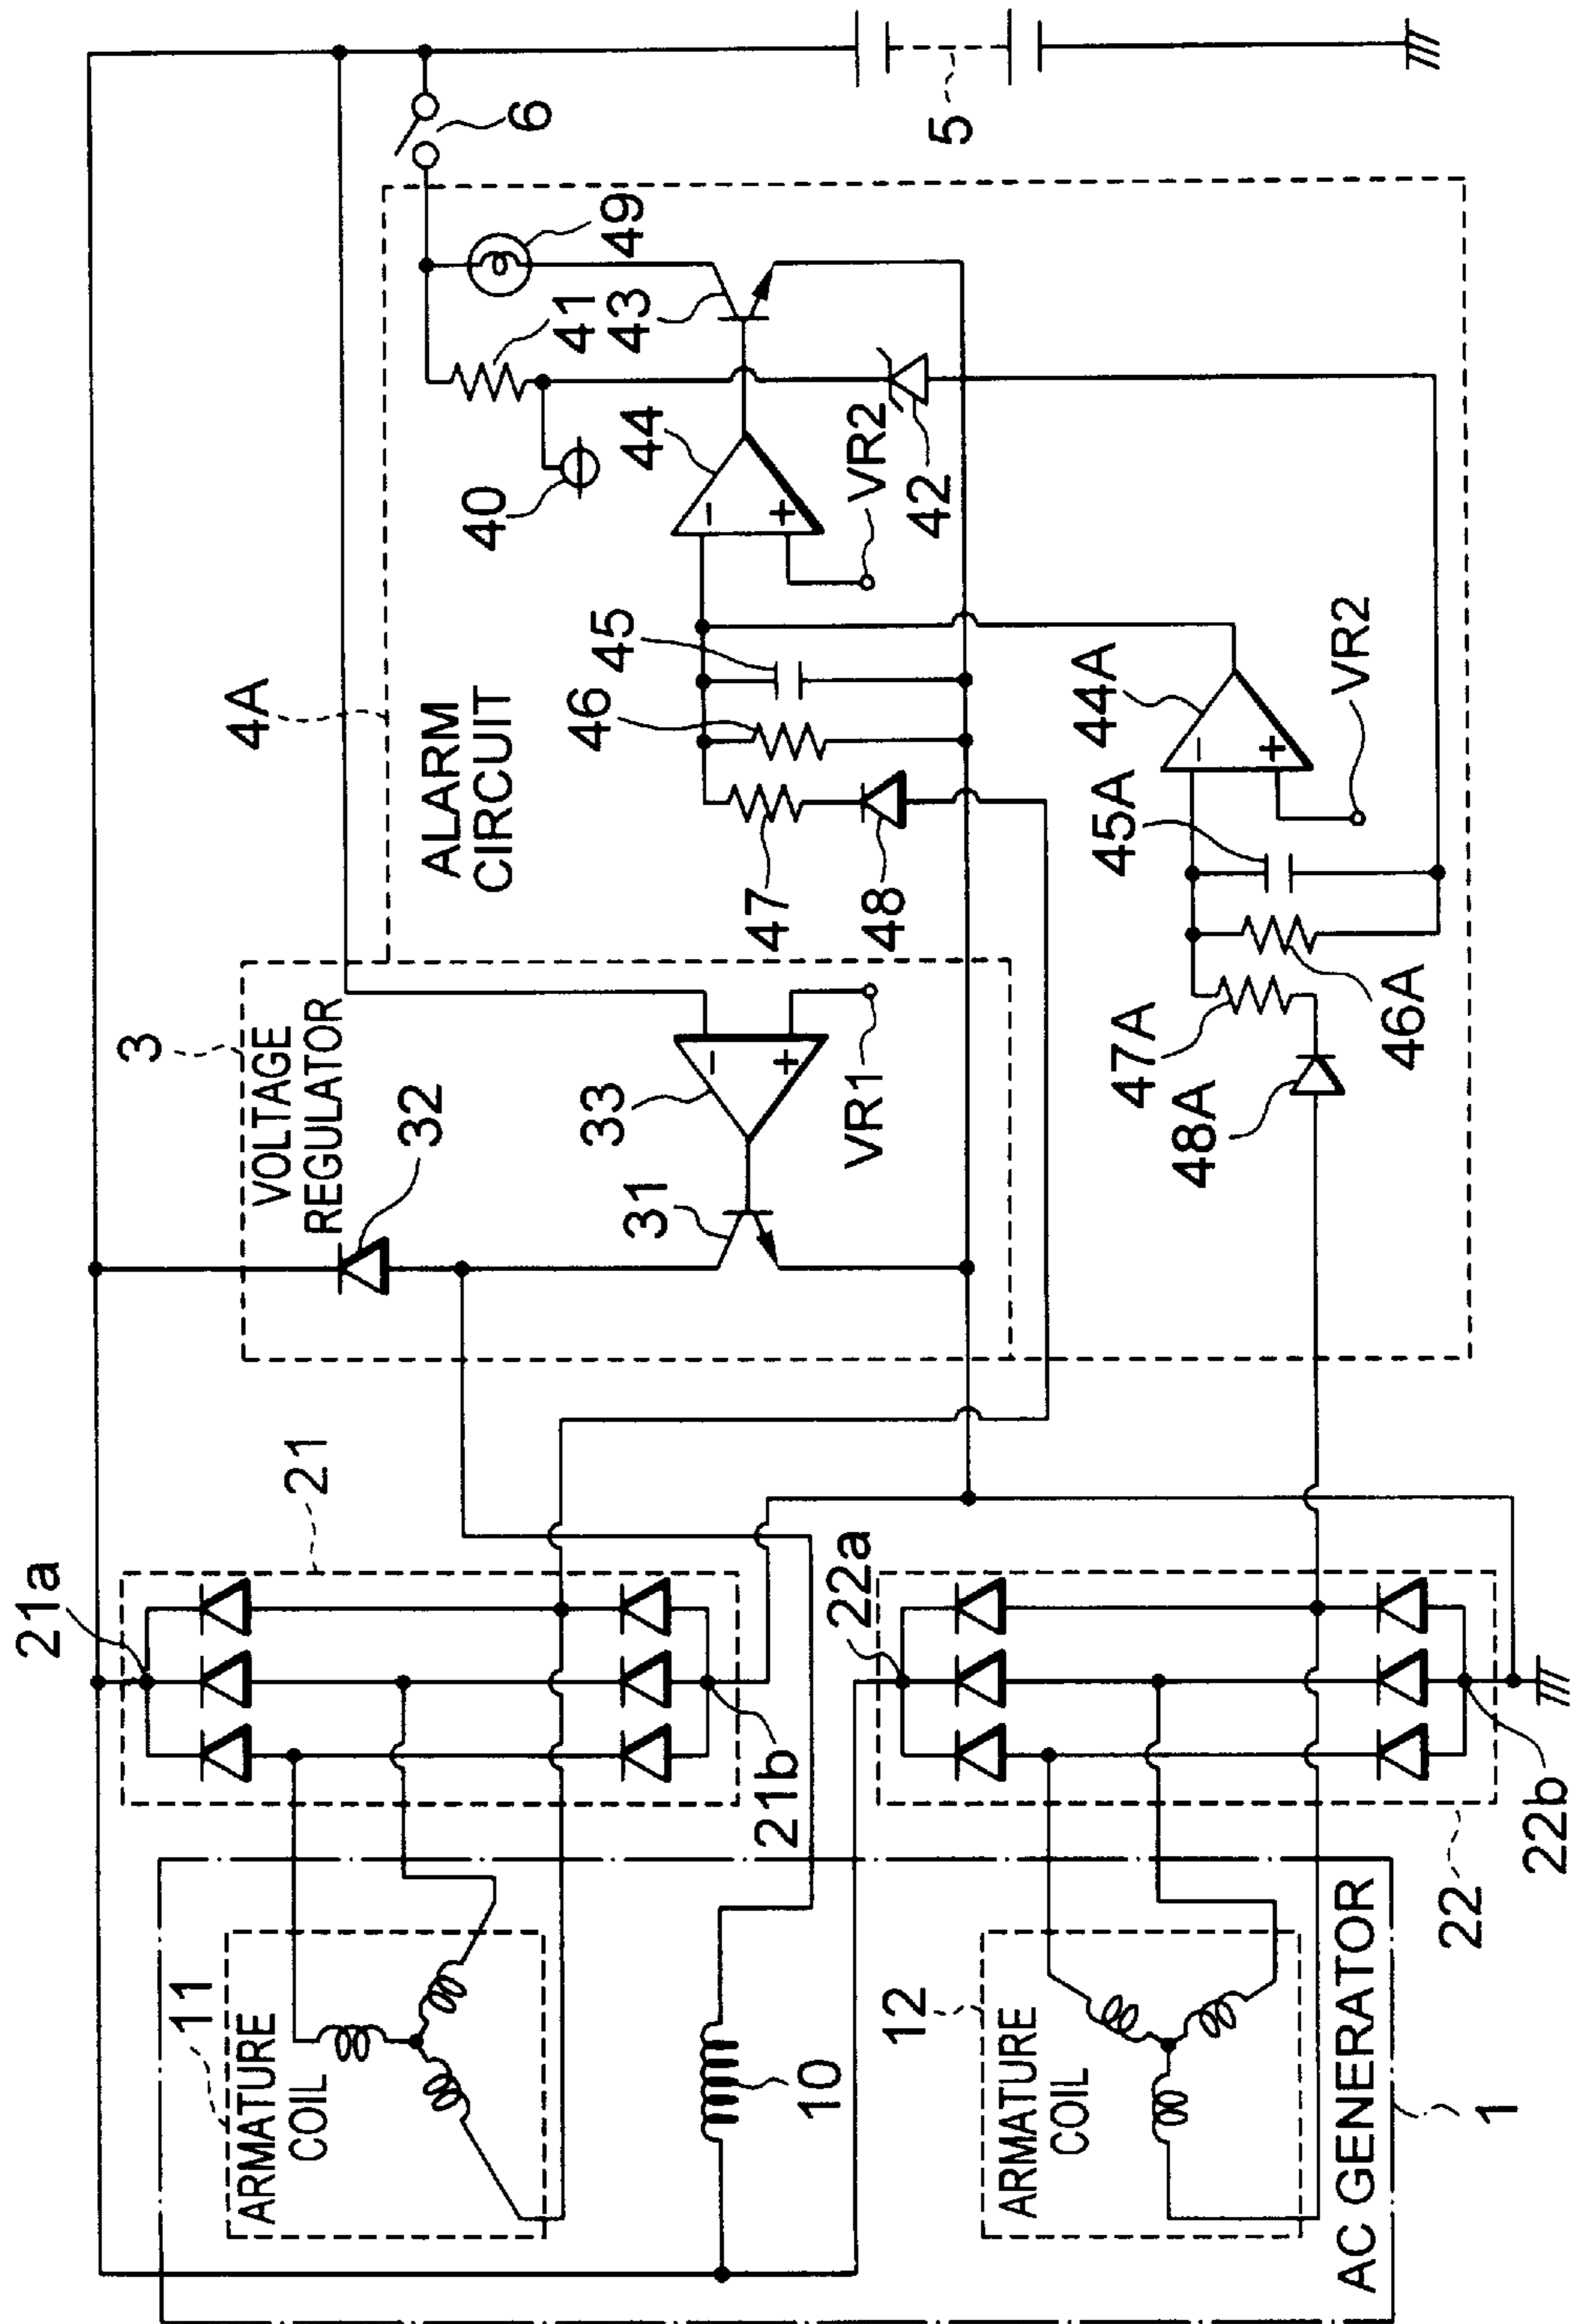 4A
3
VOLTAGE
REGULATOR
32
ALARM
CIRCUIT
6
5
49
41
43
40
44
VR2
42
45
46
47
48
33
31
VR1
44A
VR2
45A
46A
47A
48A
21a
21
21b
22a
22
22b
11
ARMATURE
COIL
10
12
ARMATURE
COIL
AC GENERATOR
1